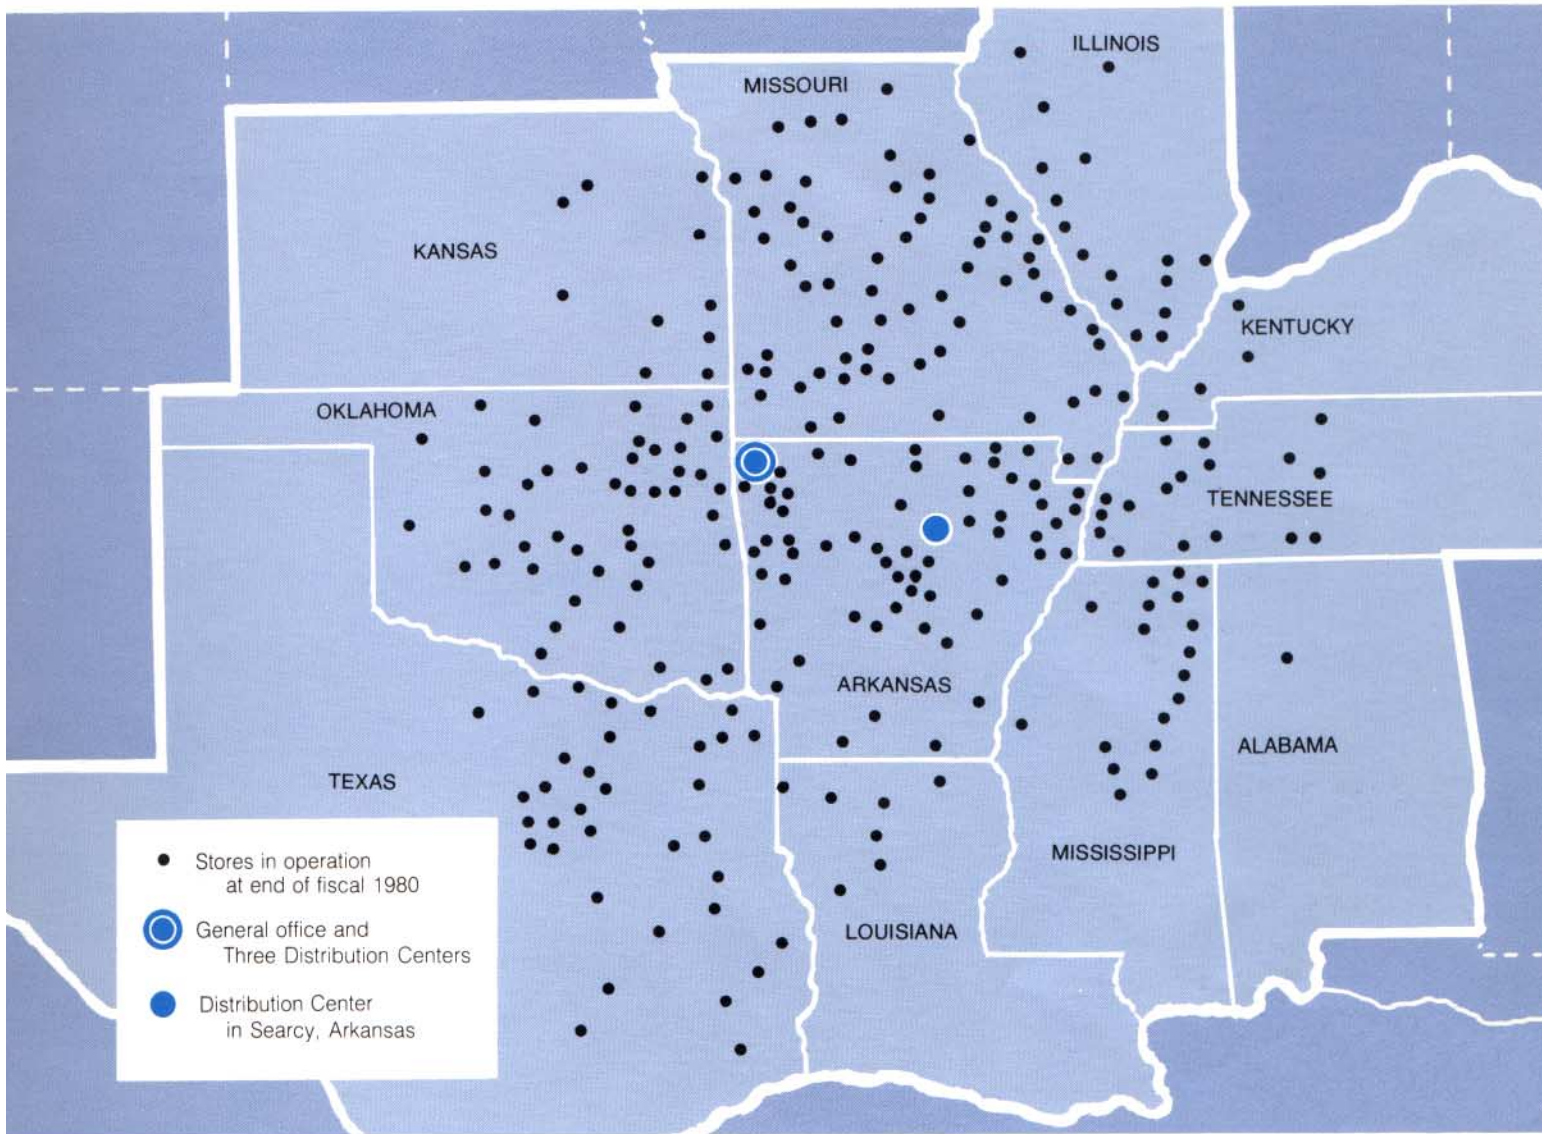 ILLINOIS
MISSOURI
KANSAS
KENTUCKY
OKLAHOMA
TENNESSEE
ARKANSAS
ALABAMA
TEXAS
MISSISSIPPI
LOUISIANA
Stores in operation
at end of fiscal 1980
General office and
Three Distribution Centers
Distribution Center
in Searcy, Arkansas